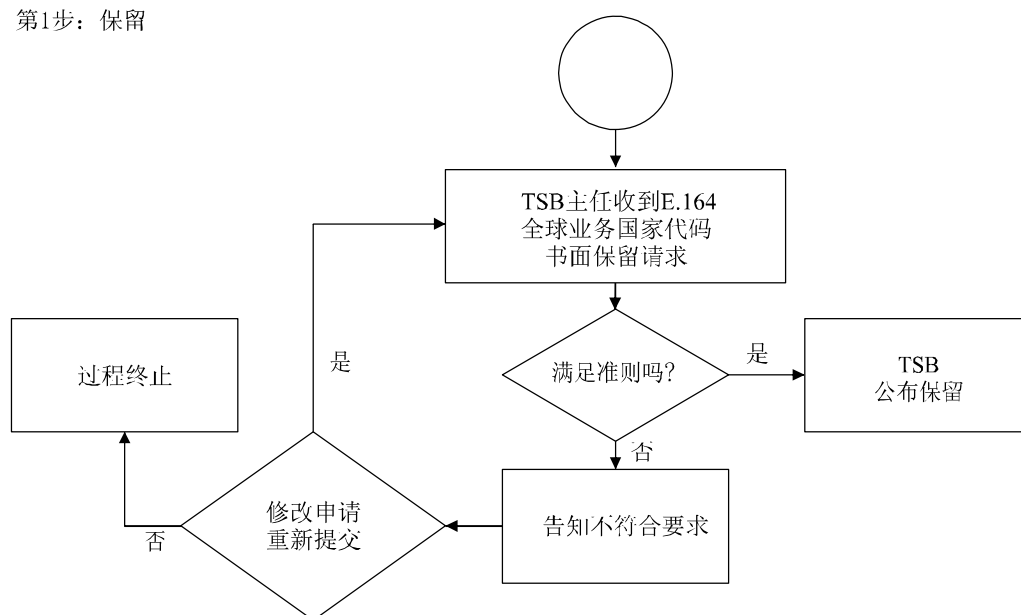 第1步：保留
TSB主任收到E.164
全球业务国家代码
书面保留请求
满足准则吗？
是
TSB
公布保留
否
告知不符合要求
修改申请
重新提交
是
否
过程终止